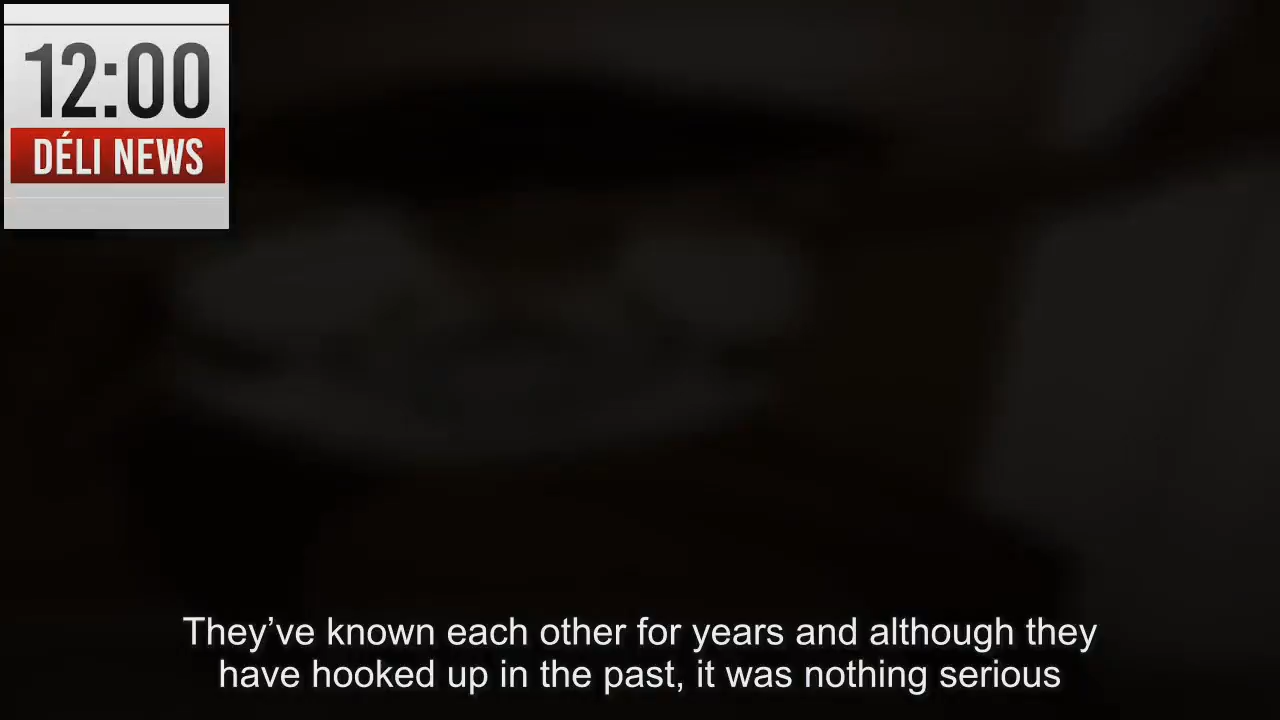 12:00
DÉLI NEWS
They’ve known each other for years and although they
have hooked up in the past, it was nothing serious